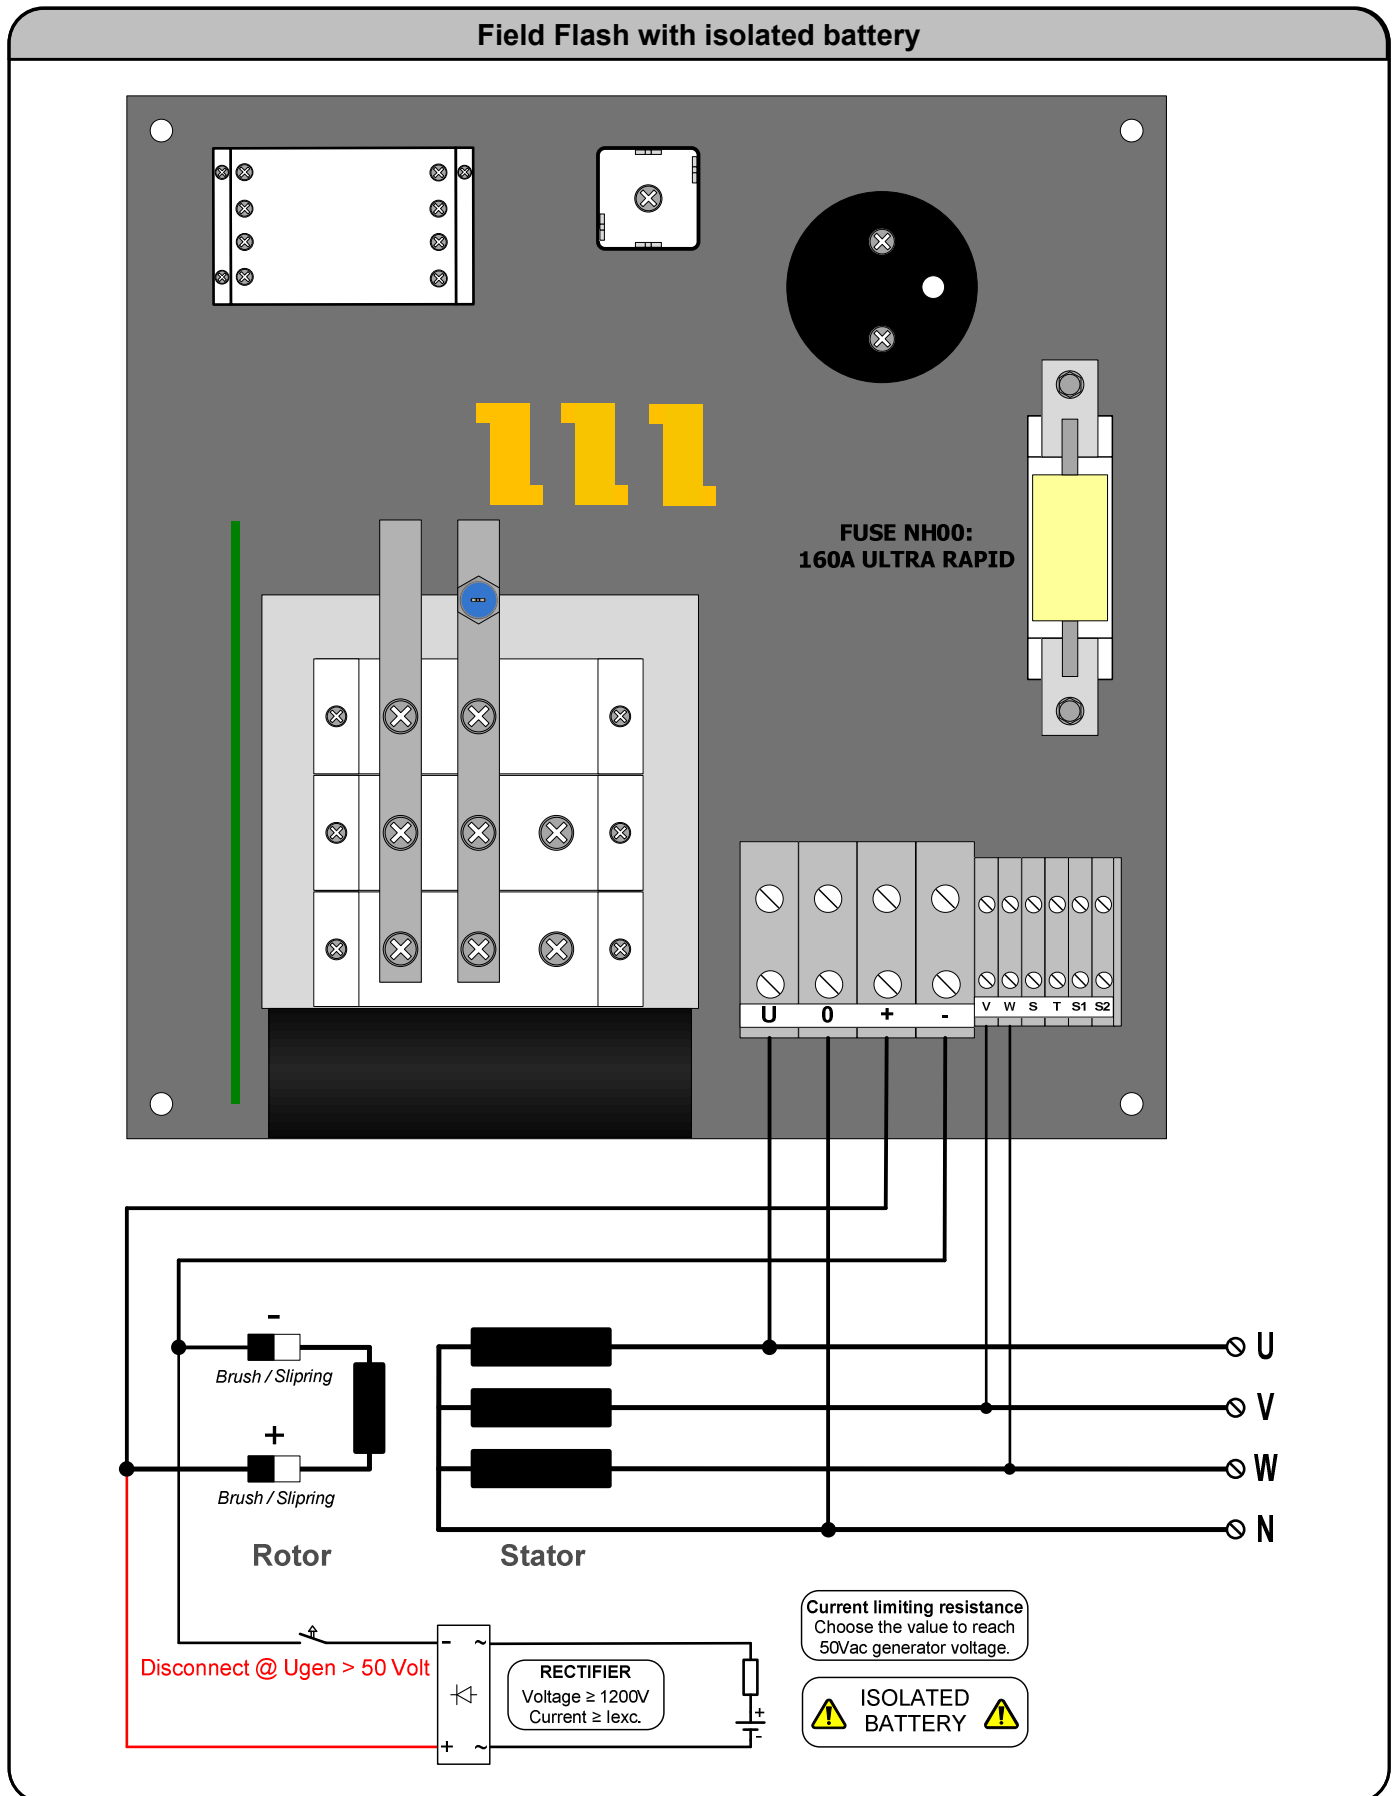 Field Flash with isolated battery
FUSE NH00:
160A ULTRA RAPID
U 0 + - V W S T S1 S2
-
Brush / Slipring
+
Brush / Slipring
Rotor
Stator
U
V
W
N
Disconnect @ Ugen > 50 Volt
- ~
+ ~
RECTIFIER
Voltage ≥ 1200V
Current ≥ Iexc.
+
-
Current limiting resistance
Choose the value to reach
50Vac generator voltage.
ISOLATED
BATTERY